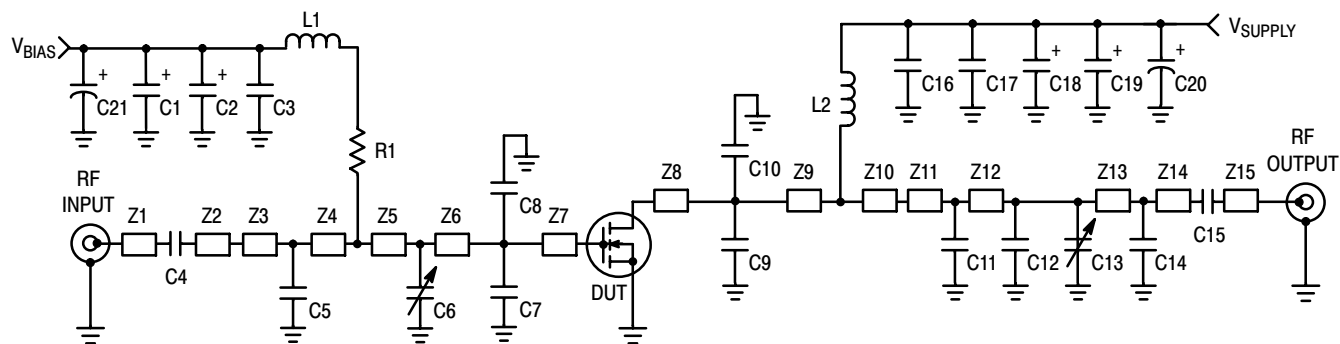 L1
VBIAS
VSUPPLY
+
+
+
+
+
+
C21
C1
C2
C3
C16
C17
C18
C19
C20
L2
R1
C10
RF
INPUT
RF
OUTPUT
C8
Z1
Z2
Z3
Z4
Z5
Z6
Z7
Z8
Z9
Z10
Z11
Z12
Z13
Z14
Z15
C4
C15
C5
C6
C7
DUT
C9
C11
C12
C13
C14